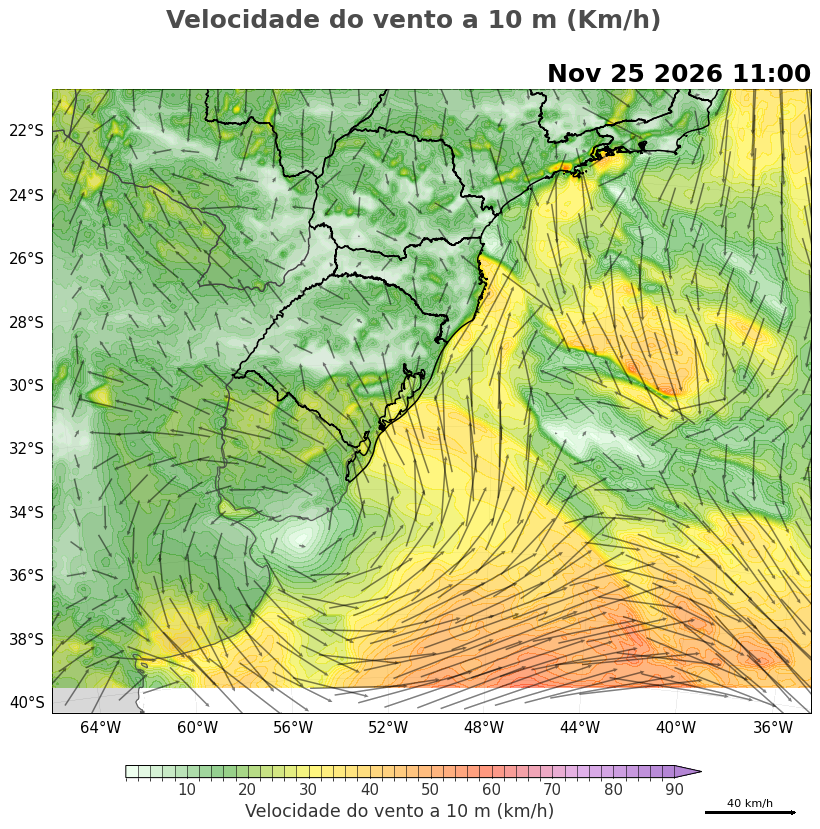 Velocidade do vento a 10 m (Km/h)
Nov 25 2026 11:00
22°S
24°S
26°S
28°S
30°S
32°S
34°S
36°S
38°S
40°S
64°W 60°W 56°W 52°W 48°W 44°W 40°W 36°W
10 20 30 40 50 60 70 80 90
Velocidade do vento a 10 m (km/h)
40 km/h